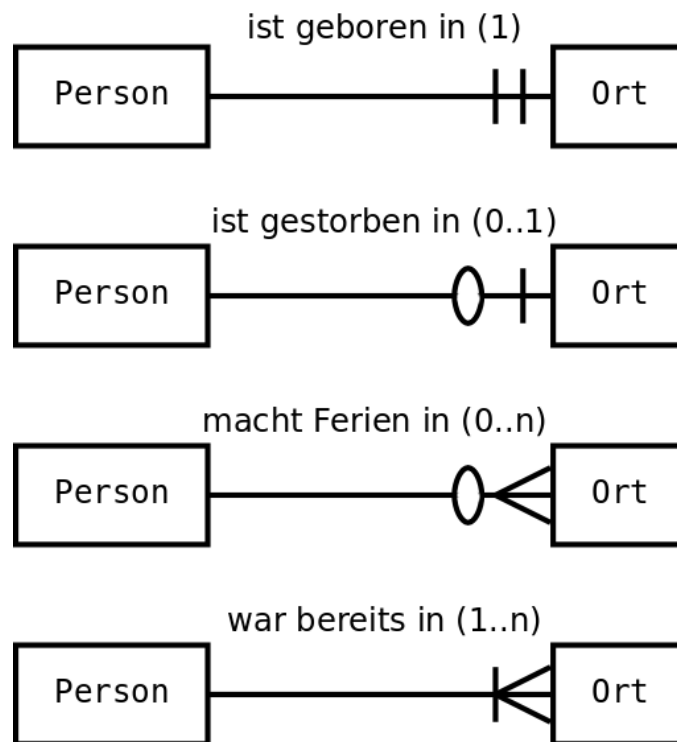 ist geboren in (1)
Person
Ort
ist gestorben in (0..1)
Person
Ort
macht Ferien in (0..n)
Person
Ort
war bereits in (1..n)
Person
Ort